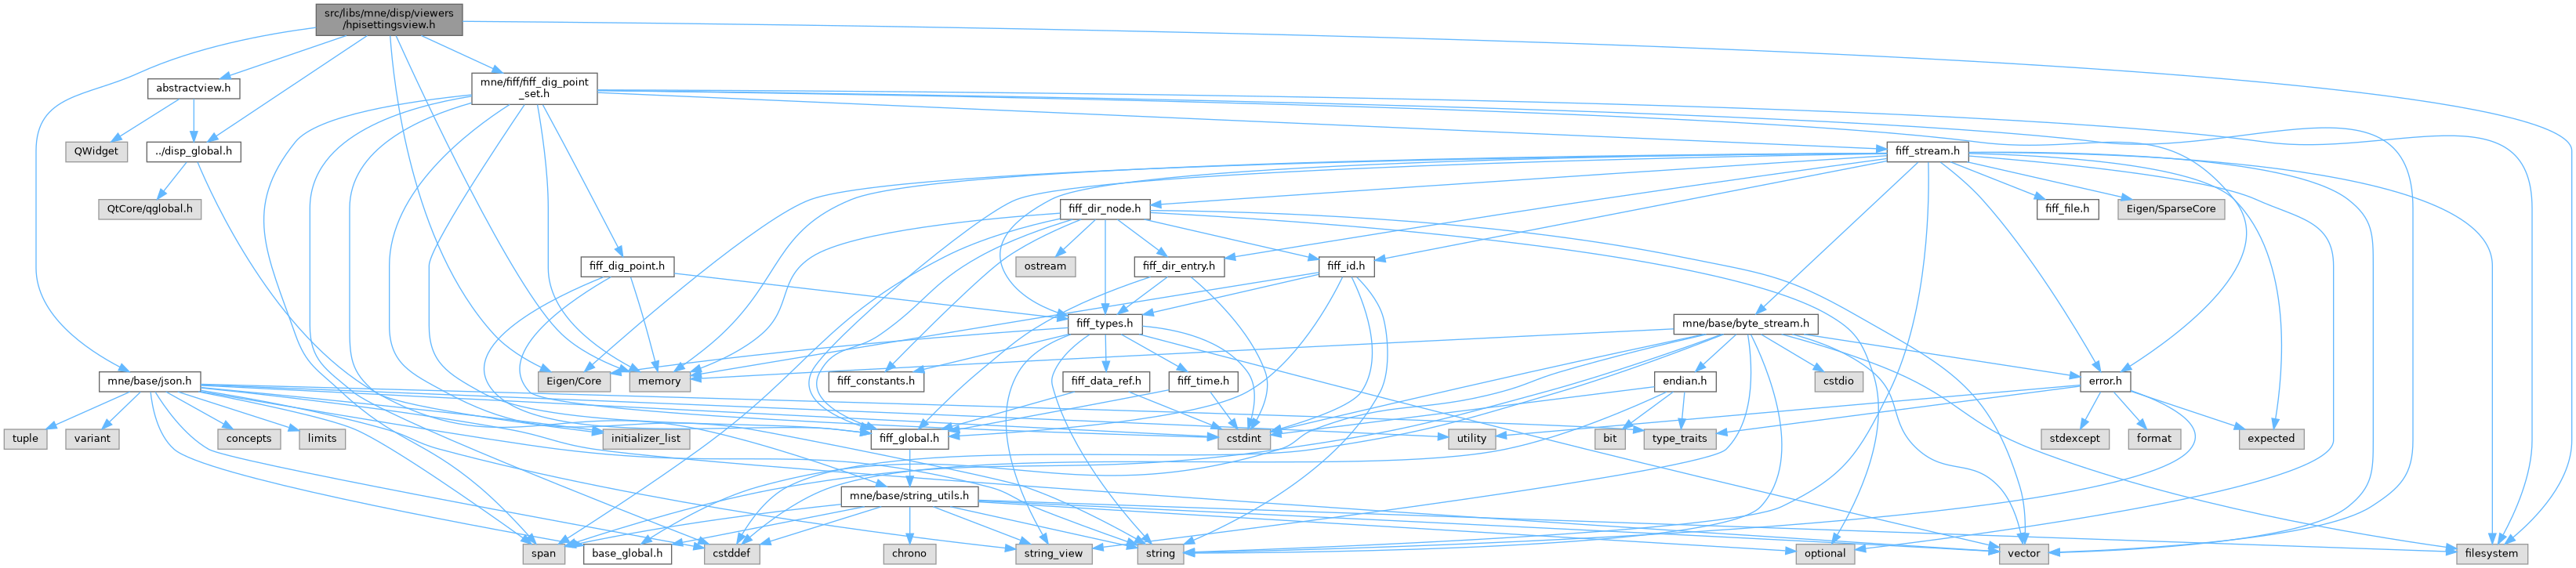 src/libs/mne/disp/viewers
/hpisettingsview.h
abstractview.h
mne/fiff/fiff_dig_point
_set.h
QWidget
../disp_global.h
fiff_stream.h
QtCore/qglobal.h
fiff_dir_node.h
fiff_file.h
Eigen/SparseCore
fiff_dig_point.h
ostream
fiff_dir_entry.h
fiff_id.h
fiff_types.h
mne/base/byte_stream.h
mne/base/json.h
Eigen/Core
memory
fiff_constants.h
fiff_data_ref.h
fiff_time.h
endian.h
cstdio
error.h
tuple
variant
concepts
limits
initializer_list
fiff_global.h
cstdint
utility
bit
type_traits
stdexcept
format
expected
mne/base/string_utils.h
span
base_global.h
cstddef
chrono
string_view
string
optional
vector
filesystem